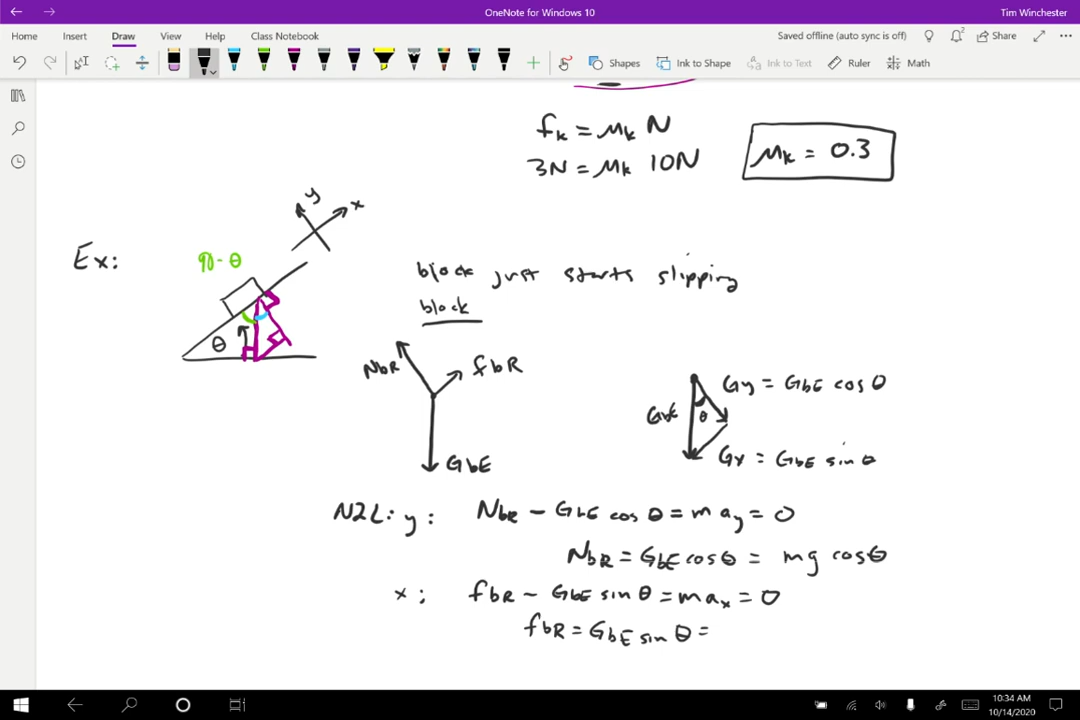 OneNote for Windows 10
Tim Winchester
Home Insert Draw View Help Class Notebook
Saved offline (auto sync is off) Share
Shapes Ink to Shape Ink to Text Ruler Math
fk = μk N
3N = μk 10N
μk = 0.3
y
x
Ex:
90-θ
θ
block just starts slipping
block
NbR
fbR
GbE
GbE
θ
Gy = GbE cos θ
Gx = GbE sin θ
N2L: y: NbR - GbE cos θ = m ay = 0
NbR = GbE cos θ = mg cos θ
x: fbR - GbE sin θ = max = 0
fbR = GbE sin θ =
10:34 AM
10/14/2020